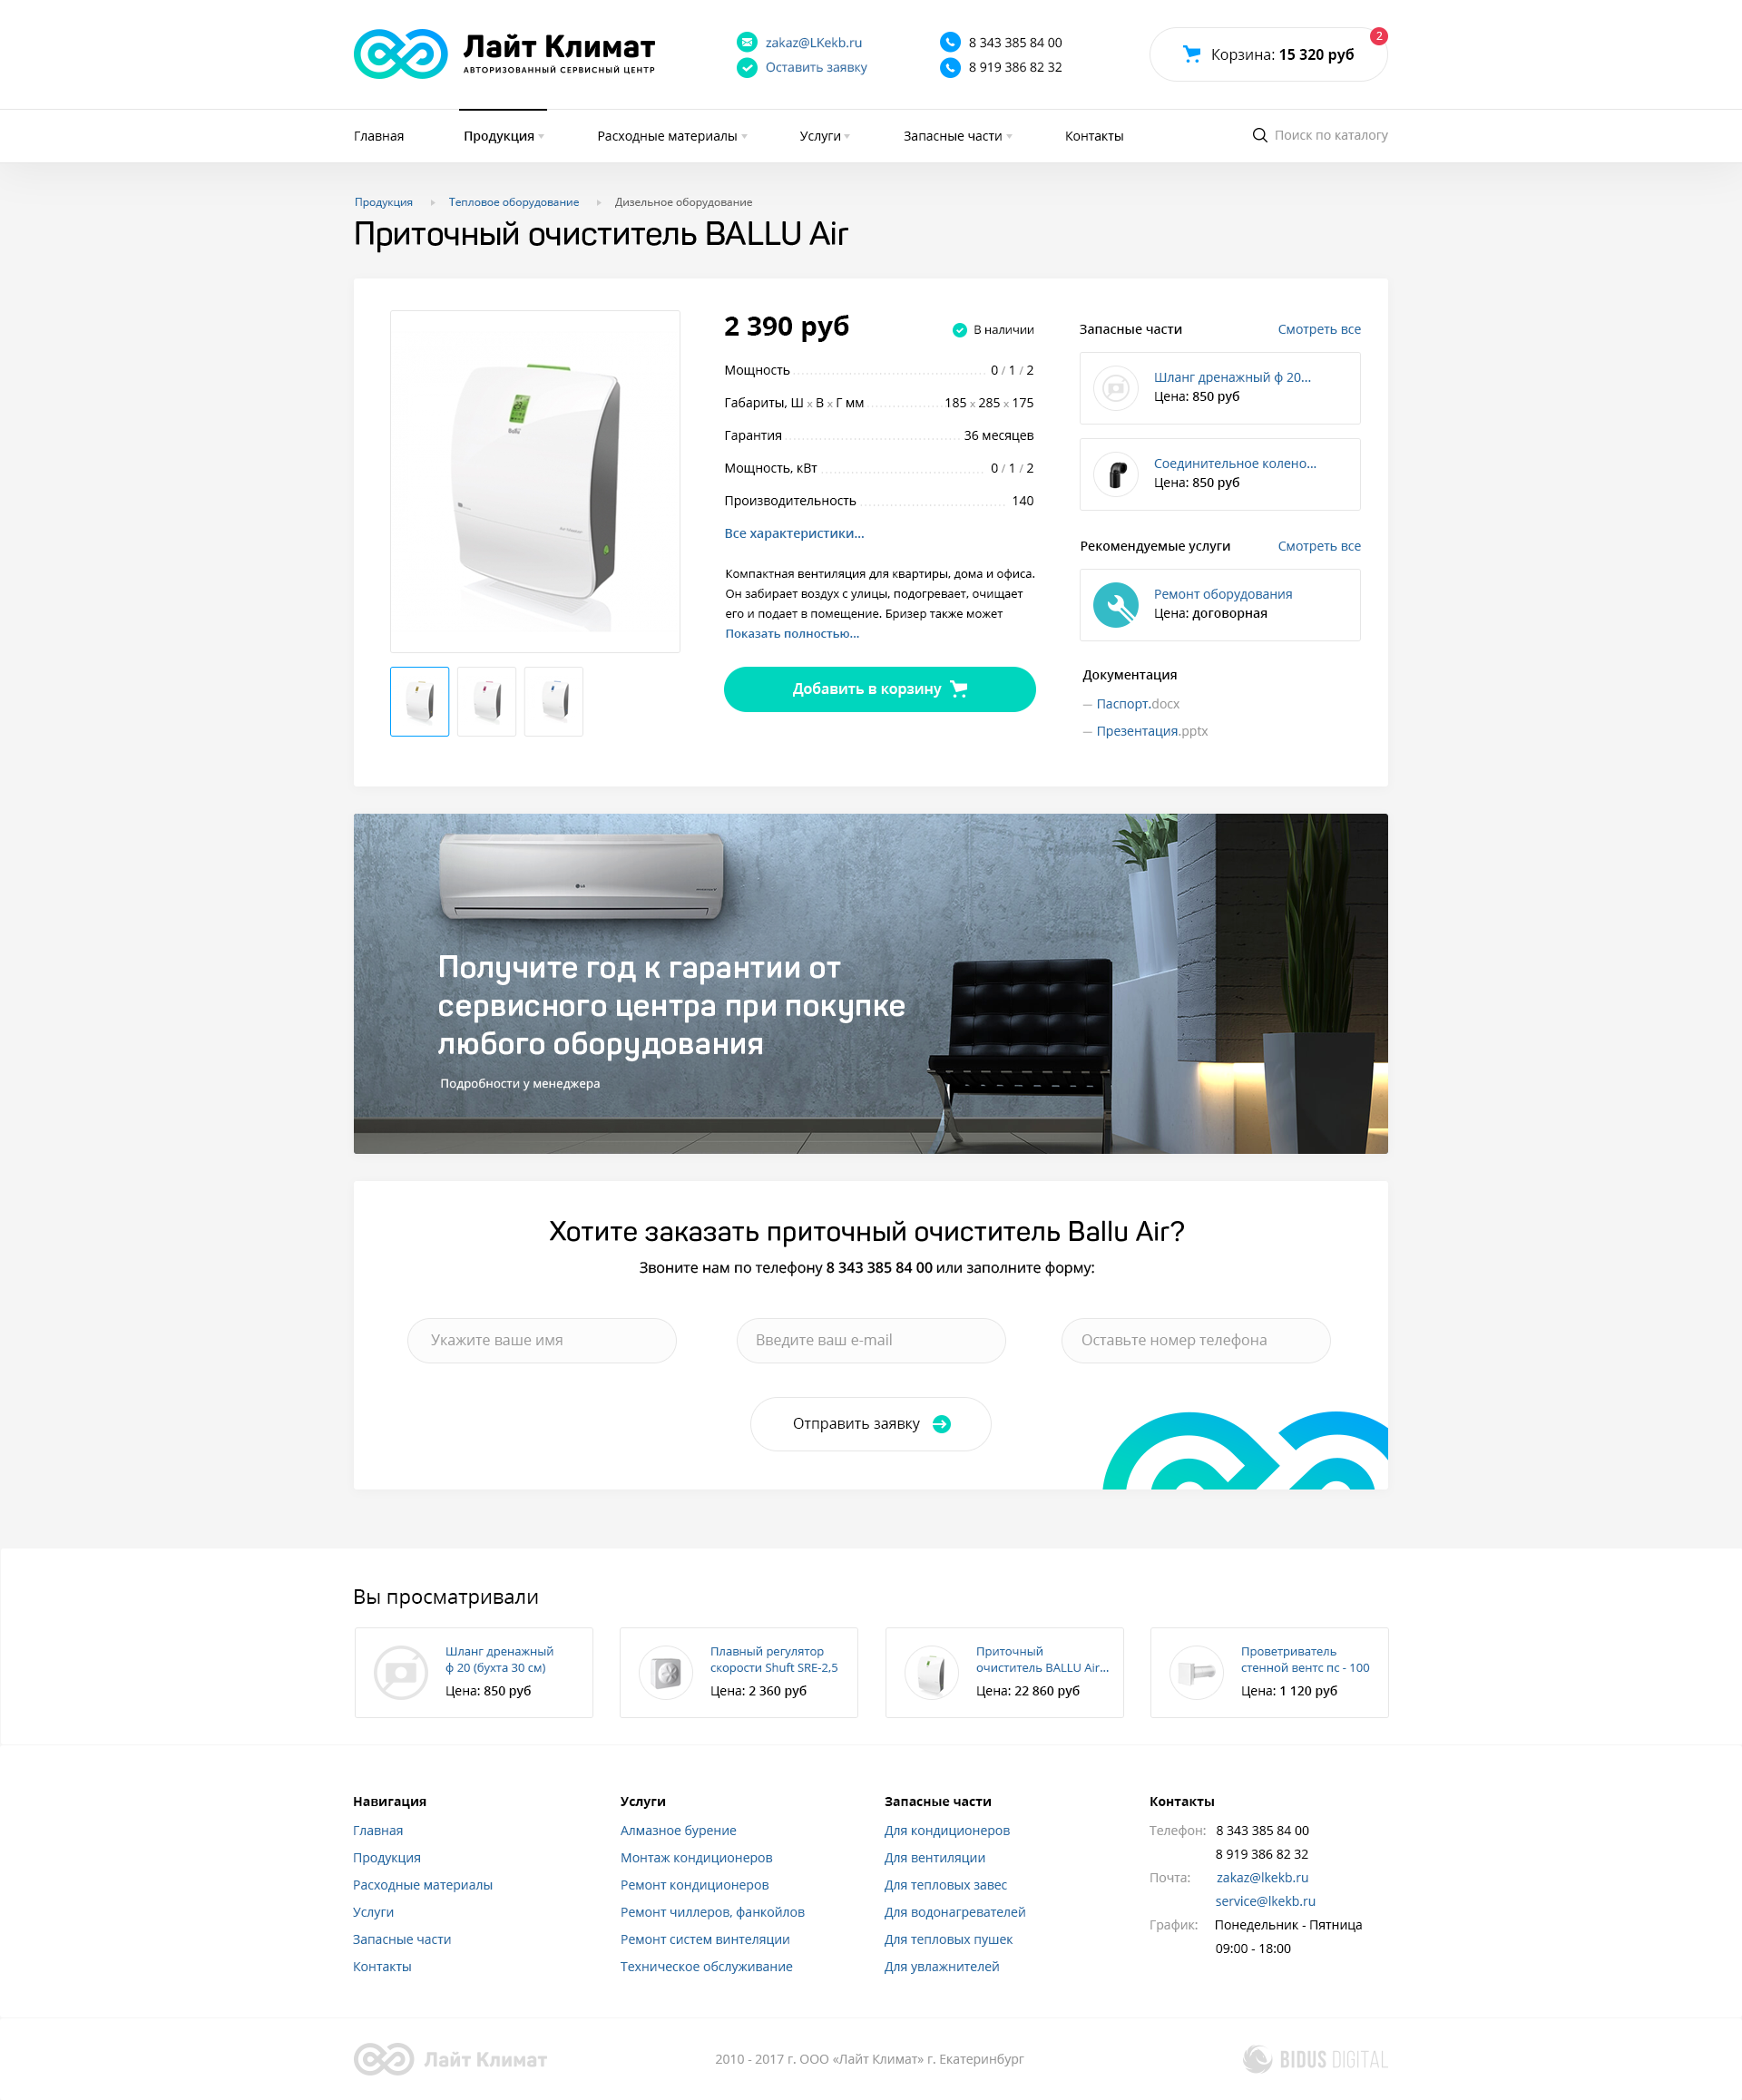 Лайт Климат
АВТОРИЗОВАННЫЙ СЕРВИСНЫЙ ЦЕНТР
zakaz@LKekb.ru
Оставить заявку
8 343 385 84 00
8 919 386 82 32
Корзина: 15 320 руб
2
Главная
Продукция
Расходные материалы
Услуги
Запасные части
Контакты
Поиск по каталогу
Продукция
Тепловое оборудование
Дизельное оборудование
Приточный очиститель BALLU Air
2 390 руб
В наличии
Мощность 0 / 1 / 2
Габариты, Ш x В x Г мм 185 x 285 x 175
Гарантия 36 месяцев
Мощность, кВт 0 / 1 / 2
Производительность 140
Все характеристики...
Компактная вентиляция для квартиры, дома и офиса.
Он забирает воздух с улицы, подогревает, очищает
его и подает в помещение. Бризер также может
Показать полностью...
Добавить в корзину
Запасные части
Смотреть все
Шланг дренажный ф 20...
Цена: 850 руб
Соединительное колено...
Цена: 850 руб
Рекомендуемые услуги
Смотреть все
Ремонт оборудования
Цена: договорная
Документация
— Паспорт.docx
— Презентация.pptx
Ballu
LG
Получите год к гарантии от
сервисного центра при покупке
любого оборудования
Подробности у менеджера
Хотите заказать приточный очиститель Ballu Air?
Звоните нам по телефону 8 343 385 84 00 или заполните форму:
Укажите ваше имя
Введите ваш e-mail
Оставьте номер телефона
Отправить заявку
Вы просматривали
Шланг дренажный
ф 20 (бухта 30 см)
Цена: 850 руб
Плавный регулятор
скорости Shuft SRE-2,5
Цена: 2 360 руб
Приточный
очиститель BALLU Air...
Цена: 22 860 руб
Проветриватель
стенной вентс пс - 100
Цена: 1 120 руб
Навигация
Главная
Продукция
Расходные материалы
Услуги
Запасные части
Контакты
Услуги
Алмазное бурение
Монтаж кондиционеров
Ремонт кондиционеров
Ремонт чиллеров, фанкойлов
Ремонт систем винтеляции
Техническое обслуживание
Запасные части
Для кондиционеров
Для вентиляции
Для тепловых завес
Для водонагревателей
Для тепловых пушек
Для увлажнителей
Контакты
Телефон: 8 343 385 84 00
8 919 386 82 32
Почта: zakaz@lkekb.ru
service@lkekb.ru
График: Понедельник - Пятница
09:00 - 18:00
Лайт Климат
2010 - 2017 г. ООО «Лайт Климат» г. Екатеринбург
BIDUS DIGITAL